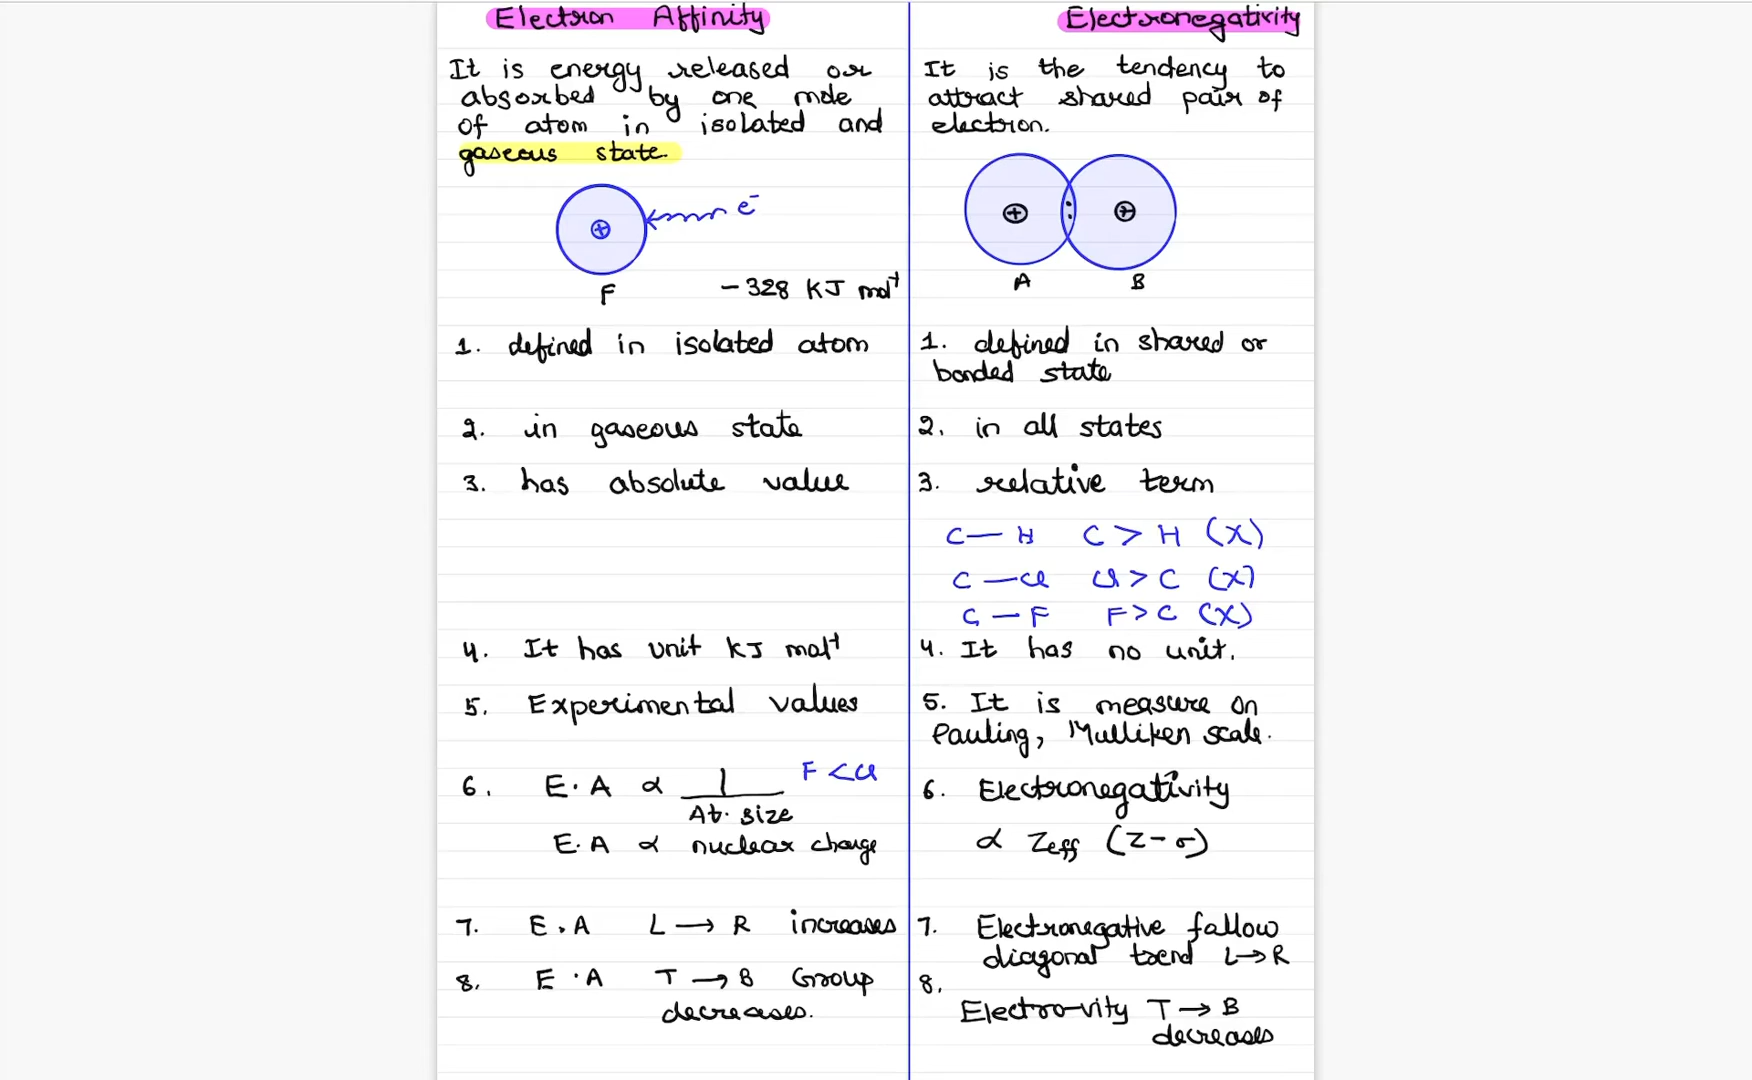 Electron Affinity
It is energy released or
absorbed by one mole
of atom in isolated and
gaseous state.
e⁻
F
- 328 KJ mol⁻¹
1. defined in isolated atom
2. in gaseous state
3. has absolute value
4. It has unit KJ mol⁻¹
5. Experimental values
6. E.A ∝ 1 / At. size F < Cl
E.A ∝ nuclear charge
7. E.A L → R increases
8. E.A T → B Group
decreases.
Electronegativity
It is the tendency to
attract shared pair of
electron.
A B
1. defined in shared or
bonded state
2. in all states
3. relative term
C — H C > H (X)
C — Cl Cl > C (X)
C — F F > C (X)
4. It has no unit.
5. It is measure on
Pauling, Mulliken scale.
6. Electronegativity
∝ Zeff (Z - σ)
7. Electronegative follow
diagonal trend L → R
8.
Electro-vity T → B
decreases